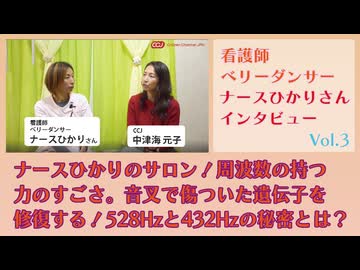 CCJ Crodoen Channel JPN
看護師
ベリーダンサー
ナースひかりさん
インタビュー
Vol.3
看護師
ベリーダンサー
ナースひかりさん
CCJ
中津海 元子
ナースひかりのサロン！周波数の持つ
力のすごさ。音叉で傷ついた遺伝子を
修復する！528Hzと432Hzの秘密とは？